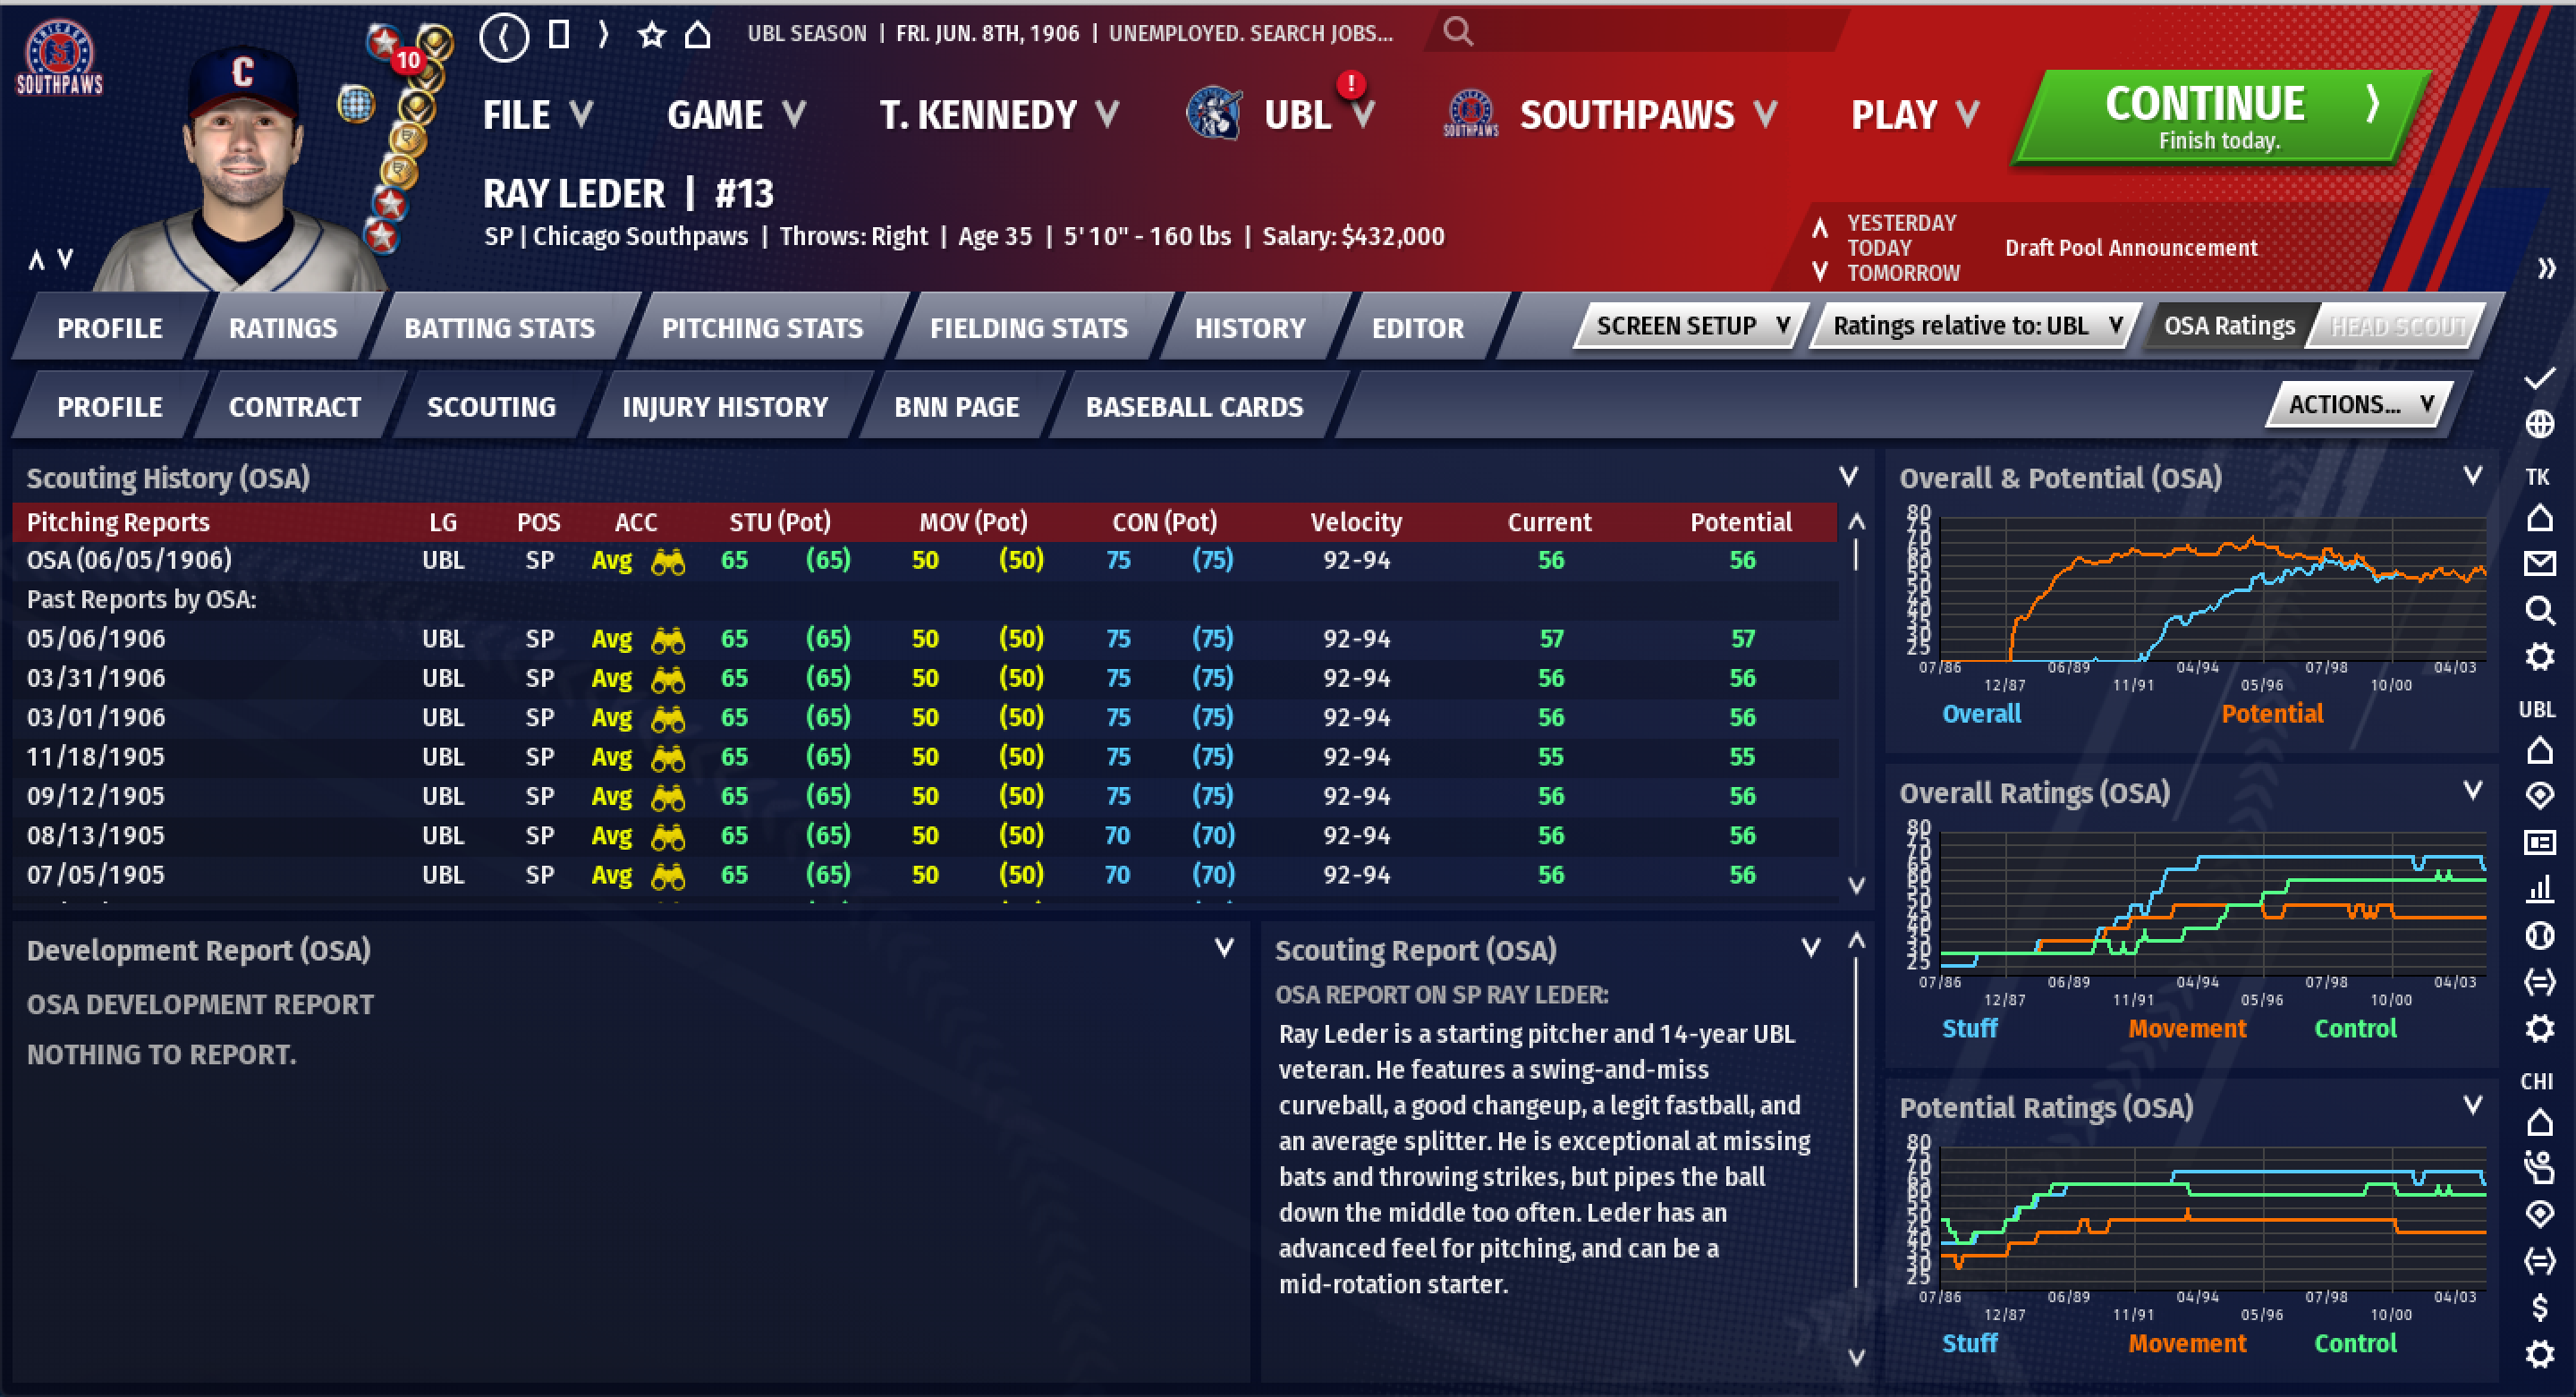 CHICAGO
SOUTHPAWS
C
10
UBL SEASON | FRI. JUN. 8TH, 1906 | UNEMPLOYED. SEARCH JOBS...
FILE GAME T. KENNEDY UBL ! SOUTHPAWS SOUTHPAWS PLAY
CONTINUE
Finish today.
RAY LEDER | #13
SP | Chicago Southpaws | Throws: Right | Age 35 | 5' 10" - 160 lbs | Salary: $432,000
YESTERDAY
TODAY Draft Pool Announcement
TOMORROW
PROFILE RATINGS BATTING STATS PITCHING STATS FIELDING STATS HISTORY EDITOR SCREEN SETUP Ratings relative to: UBL OSA Ratings HEAD SCOUT
PROFILE CONTRACT SCOUTING INJURY HISTORY BNN PAGE BASEBALL CARDS ACTIONS...
Scouting History (OSA)
Pitching Reports LG POS ACC STU (Pot) MOV (Pot) CON (Pot) Velocity Current Potential
OSA (06/05/1906) UBL SP Avg 65 (65) 50 (50) 75 (75) 92-94 56 56
Past Reports by OSA:
05/06/1906 UBL SP Avg 65 (65) 50 (50) 75 (75) 92-94 57 57
03/31/1906 UBL SP Avg 65 (65) 50 (50) 75 (75) 92-94 56 56
03/01/1906 UBL SP Avg 65 (65) 50 (50) 75 (75) 92-94 56 56
11/18/1905 UBL SP Avg 65 (65) 50 (50) 75 (75) 92-94 55 55
09/12/1905 UBL SP Avg 65 (65) 50 (50) 75 (75) 92-94 56 56
08/13/1905 UBL SP Avg 65 (65) 50 (50) 70 (70) 92-94 56 56
07/05/1905 UBL SP Avg 65 (65) 50 (50) 70 (70) 92-94 56 56
Development Report (OSA)
OSA DEVELOPMENT REPORT
NOTHING TO REPORT.
Scouting Report (OSA)
OSA REPORT ON SP RAY LEDER:
Ray Leder is a starting pitcher and 14-year UBL
veteran. He features a swing-and-miss
curveball, a good changeup, a legit fastball, and
an average splitter. He is exceptional at missing
bats and throwing strikes, but pipes the ball
down the middle too often. Leder has an
advanced feel for pitching, and can be a
mid-rotation starter.
Overall & Potential (OSA)
80
75
70
65
60
55
50
45
40
35
30
25
07/86 06/89 04/94 07/98 04/03
12/87 11/91 05/96 10/00
Overall Potential
Overall Ratings (OSA)
80
75
70
65
60
55
50
45
40
35
30
25
07/86 06/89 04/94 07/98 04/03
12/87 11/91 05/96 10/00
Stuff Movement Control
Potential Ratings (OSA)
80
75
70
65
60
55
50
45
40
35
30
25
07/86 06/89 04/94 07/98 04/03
12/87 11/91 05/96 10/00
Stuff Movement Control
TK
UBL
CHI
$